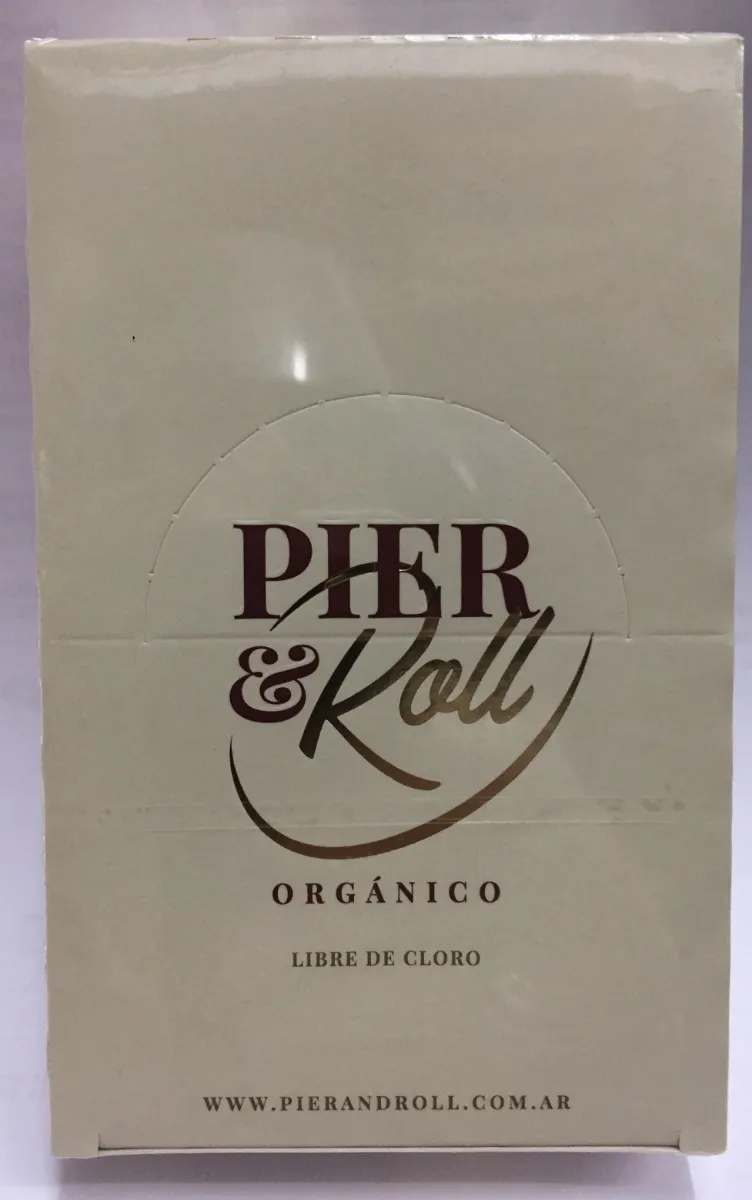 PIER
& Roll
ORGÁNICO
LIBRE DE CLORO
WWW.PIERANDROLL.COM.AR